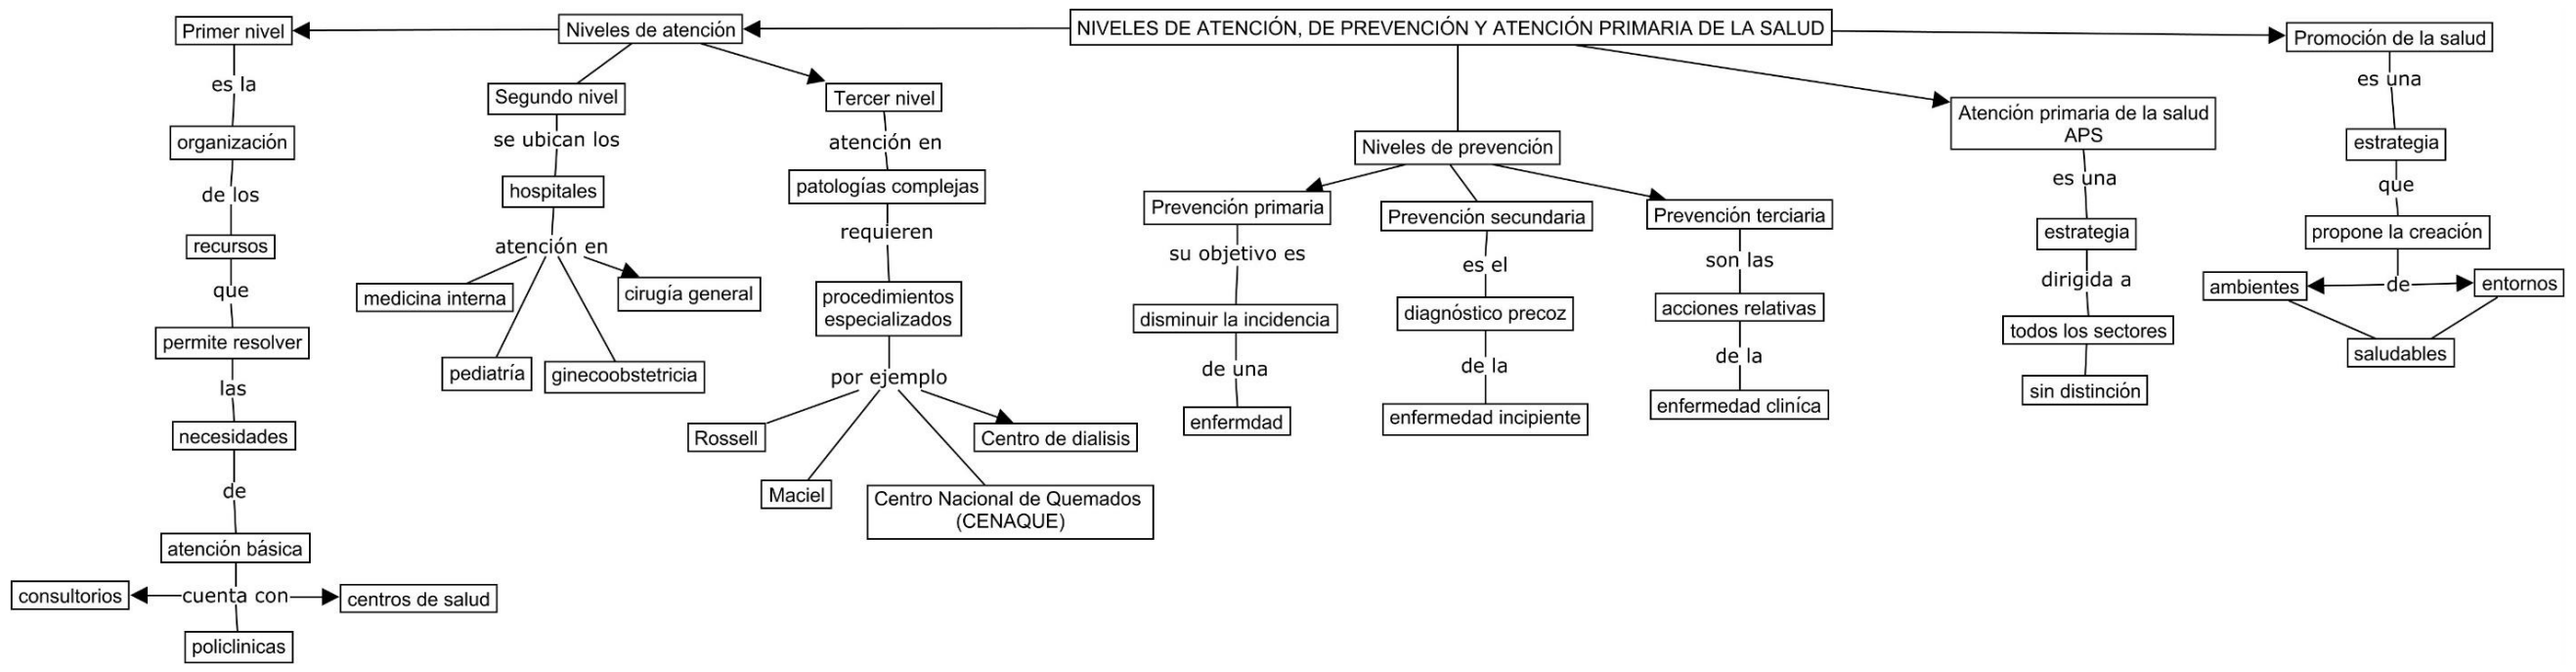 NIVELES DE ATENCIÓN, DE PREVENCIÓN Y ATENCIÓN PRIMARIA DE LA SALUD
Niveles de atención
Primer nivel
es la
organización
de los
recursos
que
permite resolver
las
necesidades
de
atención básica
cuenta con
consultorios
centros de salud
policlinicas
Segundo nivel
se ubican los
hospitales
atención en
medicina interna
pediatría
ginecoobstetricia
cirugía general
Tercer nivel
atención en
patologías complejas
requieren
procedimientos
especializados
por ejemplo
Rossell
Maciel
Centro Nacional de Quemados
(CENAQUE)
Centro de dialisis
Niveles de prevención
Prevención primaria
su objetivo es
disminuir la incidencia
de una
enfermdad
Prevención secundaria
es el
diagnóstico precoz
de la
enfermedad incipiente
Prevención terciaria
son las
acciones relativas
de la
enfermedad cliníca
Atención primaria de la salud
APS
es una
estrategia
dirigida a
todos los sectores
sin distinción
Promoción de la salud
es una
estrategia
que
propone la creación
de
ambientes
entornos
saludables